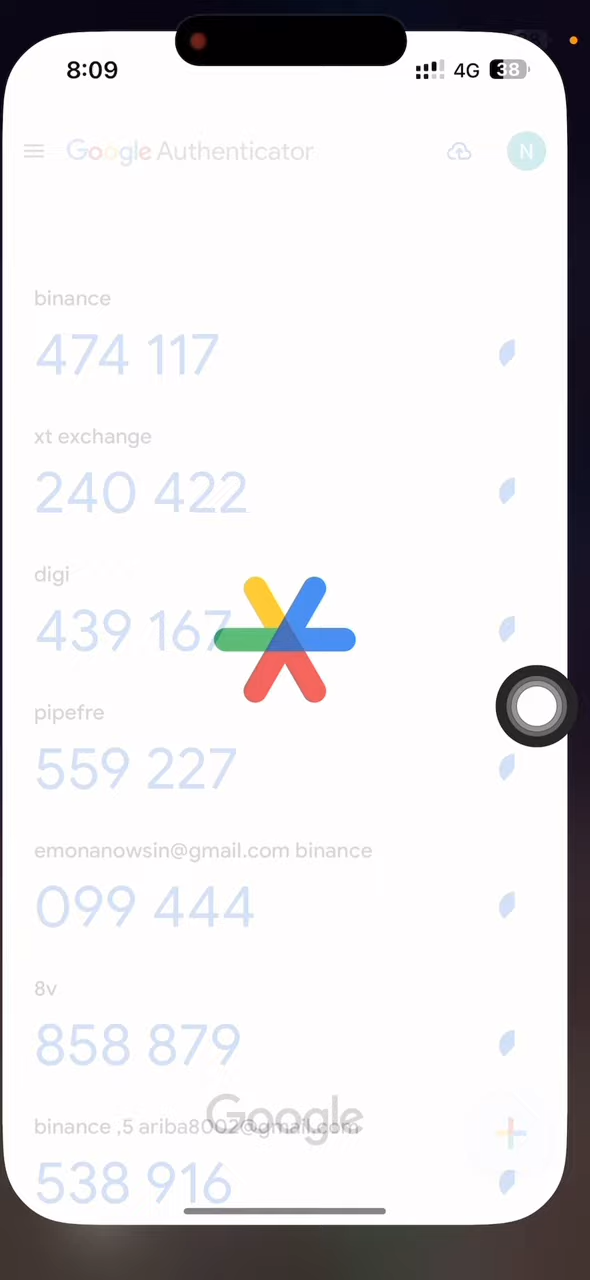 8:09
4G
38
Google Authenticator
N
binance
474 117
xt exchange
240 422
digi
439 167
pipefre
559 227
emonanowsin@gmail.com binance
099 444
8v
858 879
Google
binance ,5 ariba8002@gmail.com
538 916